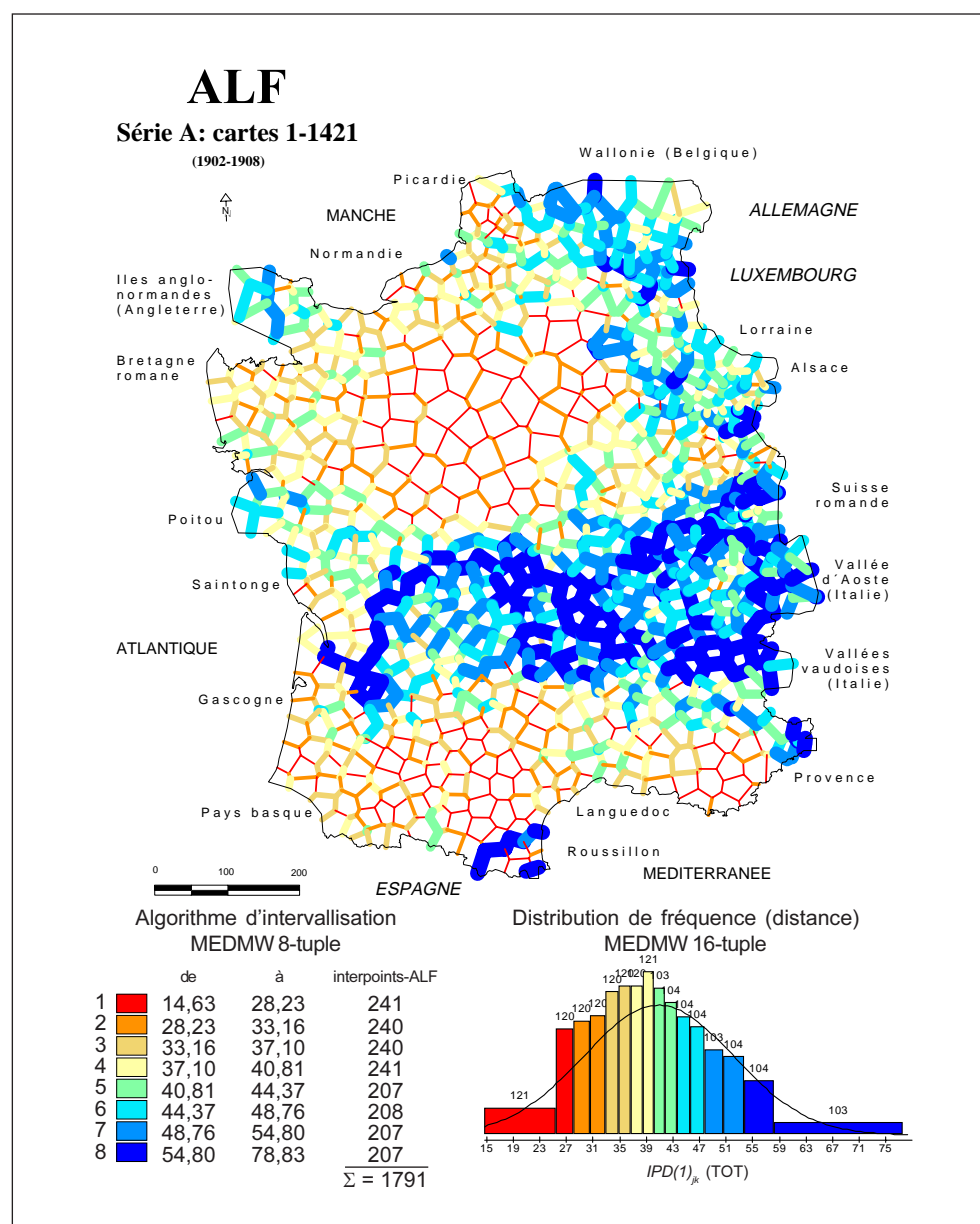 ALF
Série A: cartes 1-1421
(1902-1908)
N
Wallonie (Belgique)
Picardie
MANCHE
ALLEMAGNE
Normandie
LUXEMBOURG
Iles anglo-
normandes
(Angleterre)
Lorraine
Bretagne
romane
Alsace
Suisse
romande
Poitou
Vallée
d´Aoste
(Italie)
Saintonge
ATLANTIQUE
Vallées
vaudoises
(Italie)
Gascogne
Provence
Pays basque
Languedoc
Roussillon
MEDITERRANEE
ESPAGNE
0 100 200
Algorithme d'intervallisation
MEDMW 8-tuple
de à interpoints-ALF
1 14,63 28,23 241
2 28,23 33,16 240
3 33,16 37,10 240
4 37,10 40,81 241
5 40,81 44,37 207
6 44,37 48,76 208
7 48,76 54,80 207
8 54,80 78,83 207
Σ = 1791
Distribution de fréquence (distance)
MEDMW 16-tuple
121 120 120 120 120 120 120 121 103 104 104 104 103 104 104 103
15 19 23 27 31 35 39 43 47 51 55 59 63 67 71 75
IPD(1)jk (TOT)